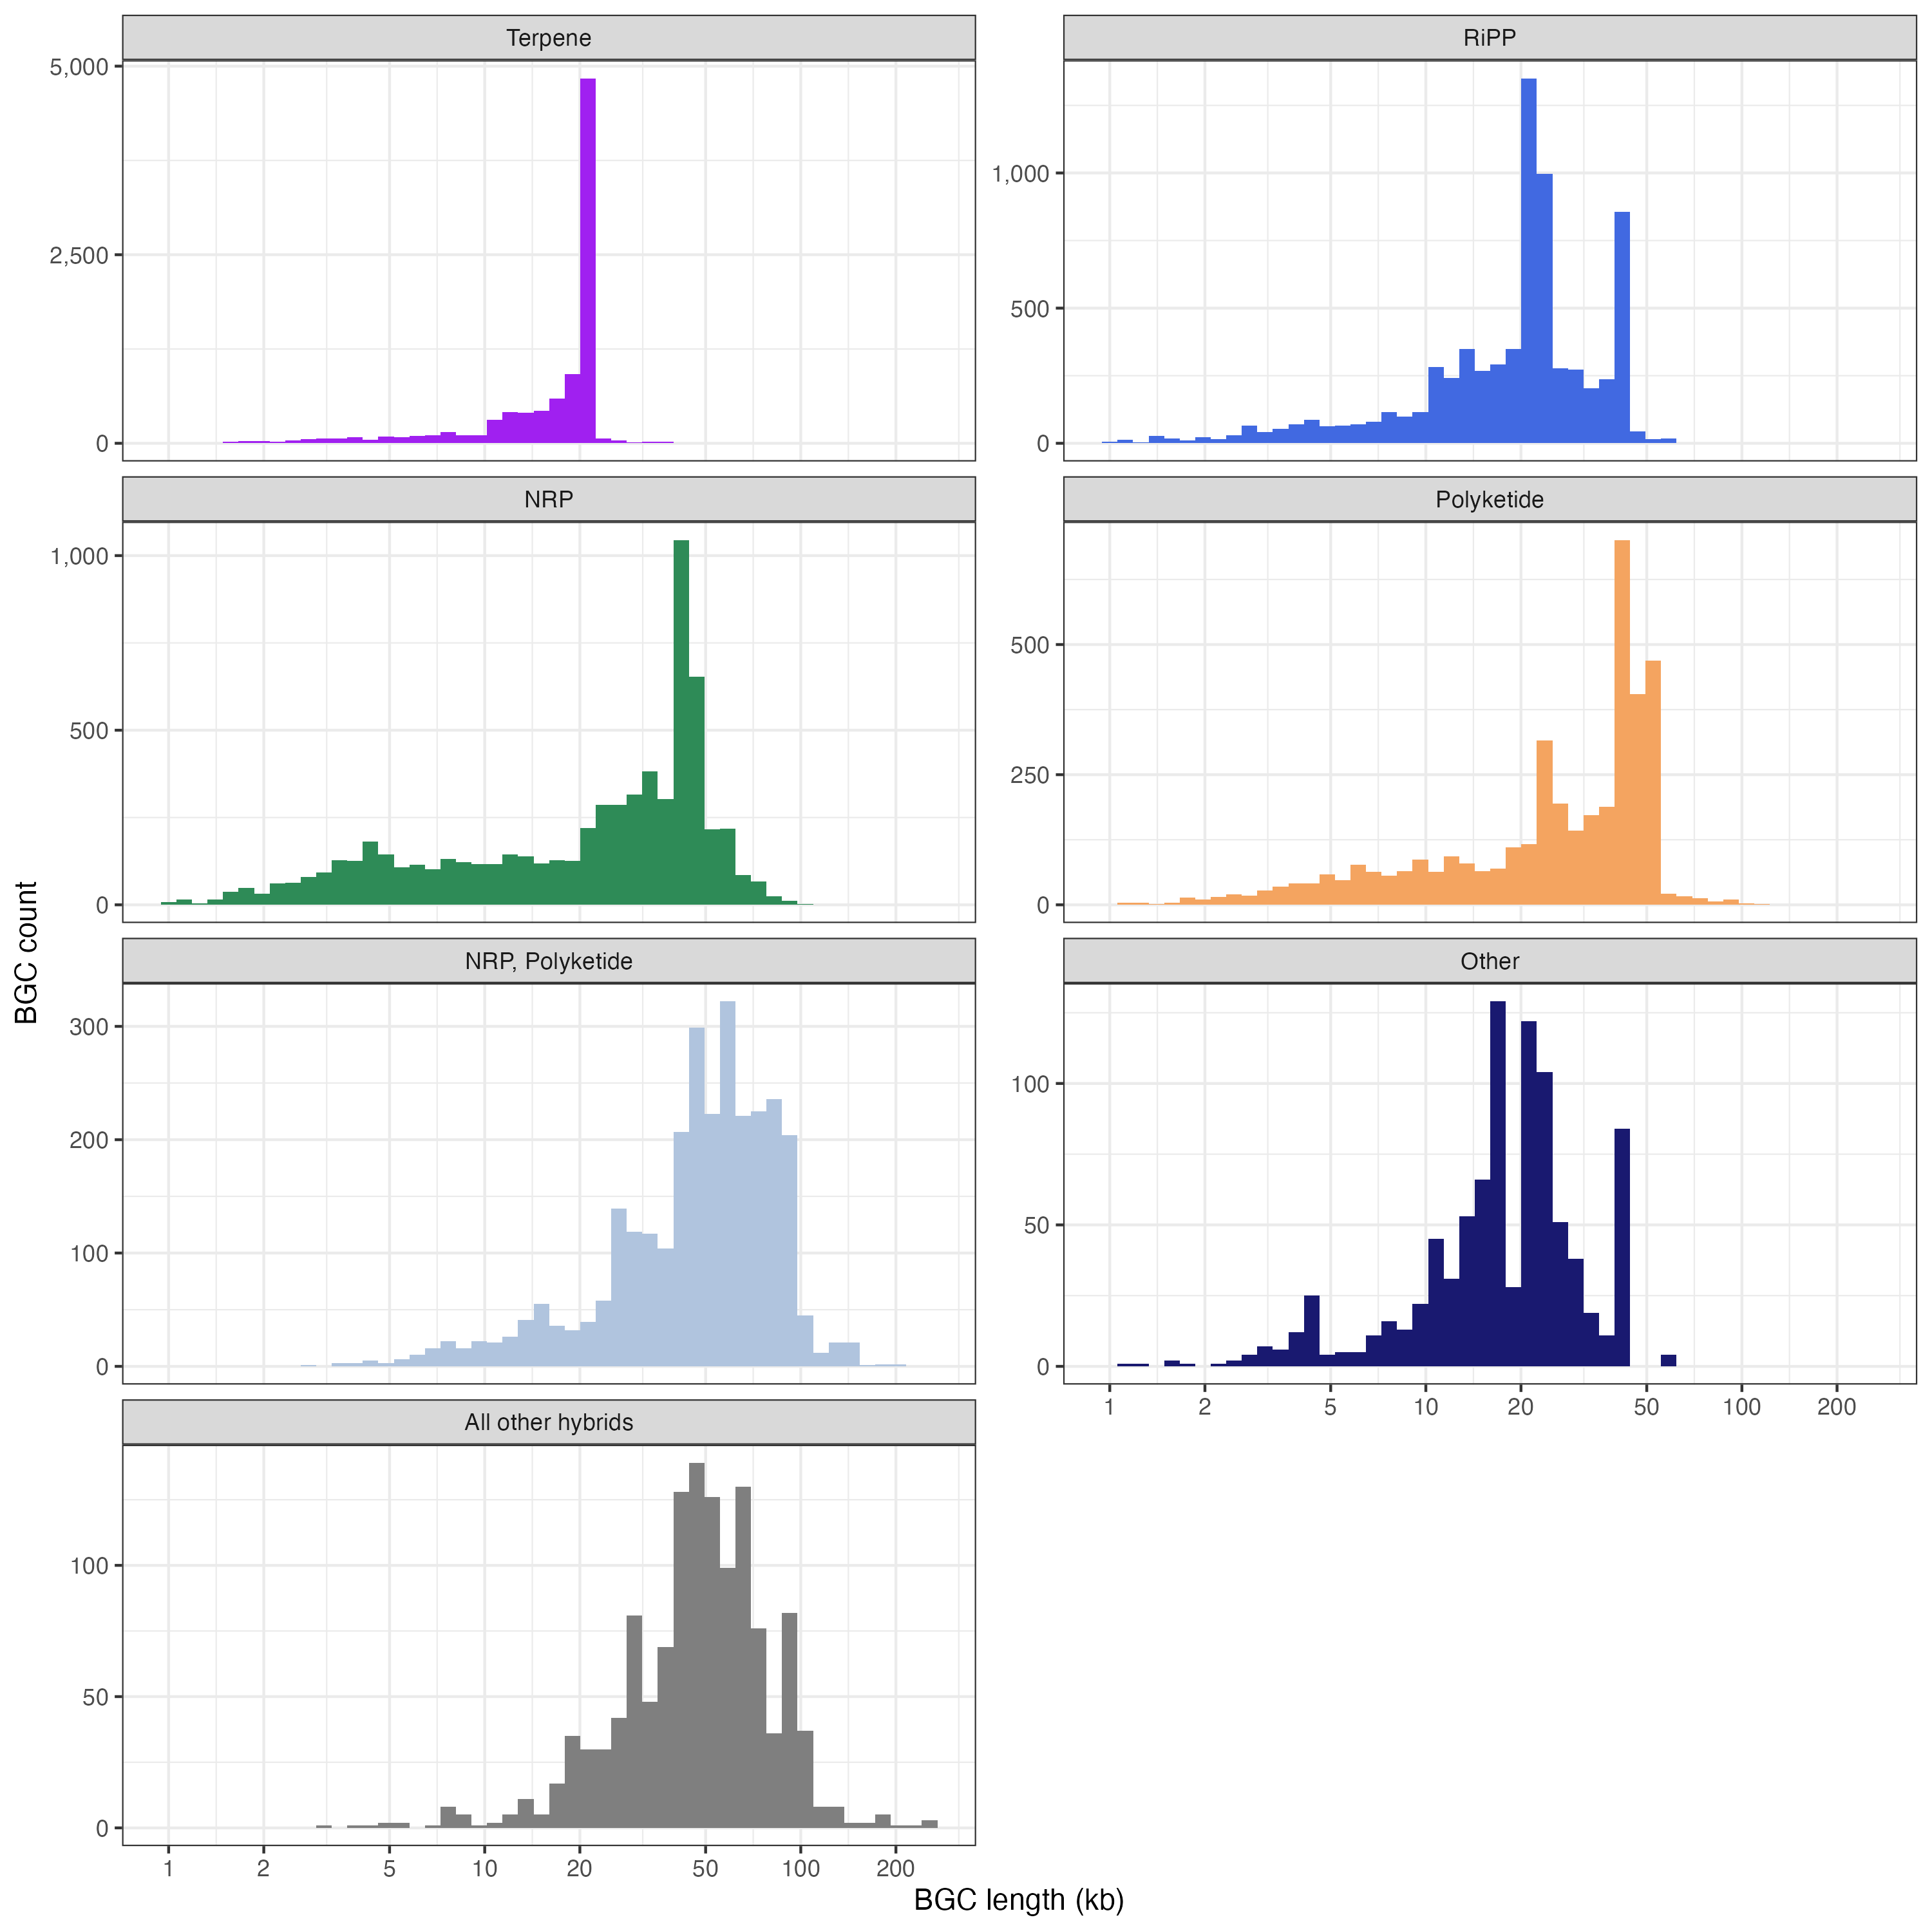 Terpene
5,000
2,500
0
RiPP
1,000
500
0
NRP
1,000
500
0
Polyketide
500
250
0
NRP, Polyketide
300
200
100
0
Other
100
50
0
1 2 5 10 20 50 100 200
All other hybrids
100
50
0
1 2 5 10 20 50 100 200
BGC length (kb)
BGC count